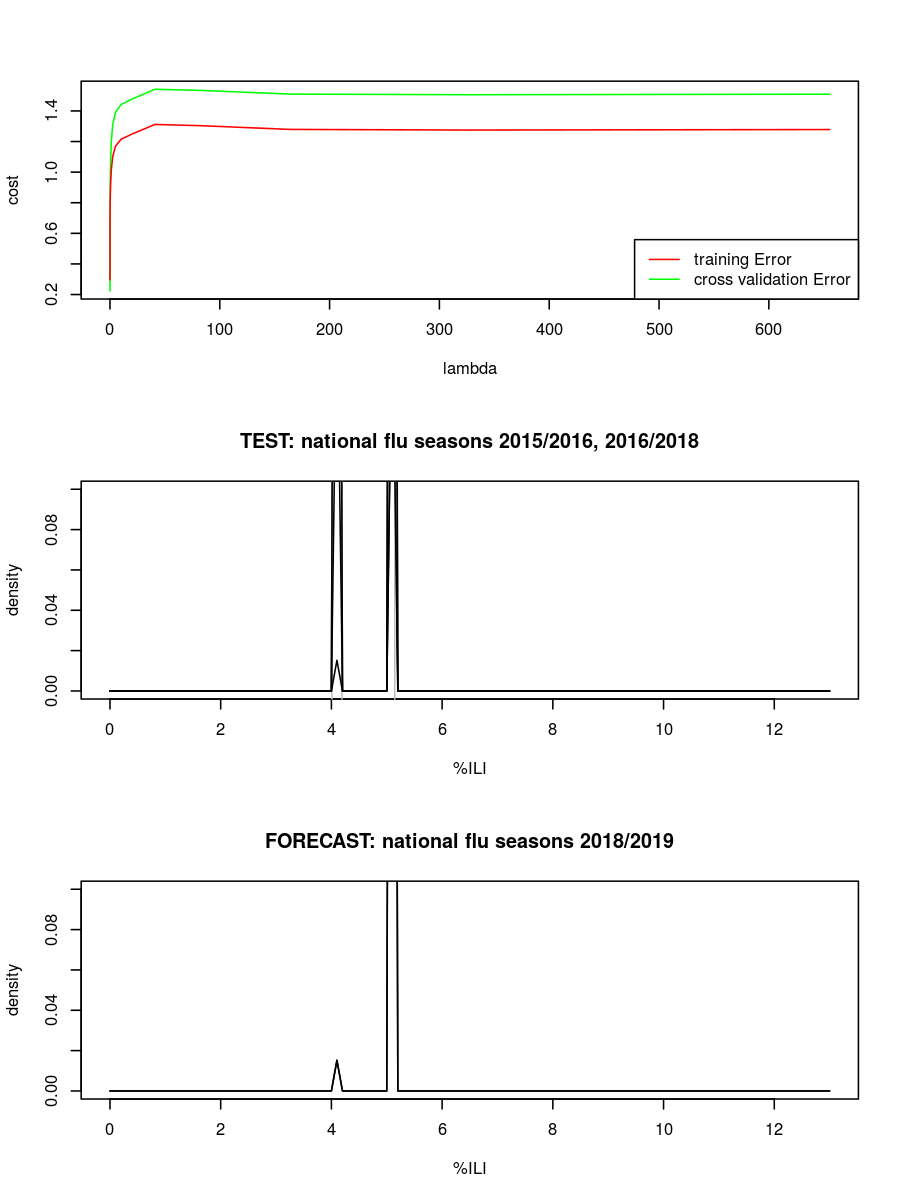 cost
0.2 0.6 1.0 1.4
training Error
cross validation Error
0 100 200 300 400 500 600
lambda
TEST: national flu seasons 2015/2016, 2016/2018
density
0.00 0.04 0.08
0 2 4 6 8 10 12
%ILI
FORECAST: national flu seasons 2018/2019
density
0.00 0.04 0.08
0 2 4 6 8 10 12
%ILI